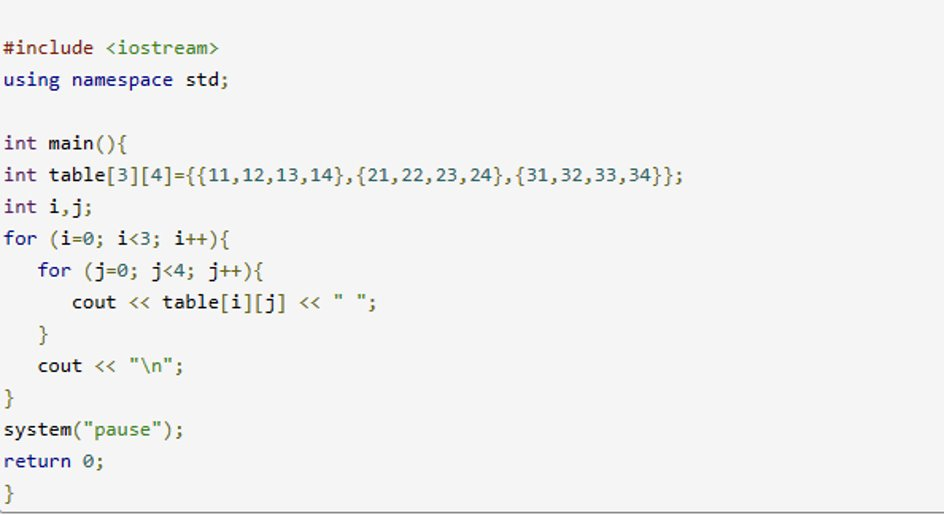 #include <iostream>
using namespace std;
int main(){
int table[3][4]={{11,12,13,14},{21,22,23,24},{31,32,33,34}};
int i,j;
for (i=0; i<3; i++){
   for (j=0; j<4; j++){
      cout << table[i][j] << " ";
   }
   cout << "\n";
}
system("pause");
return 0;
}